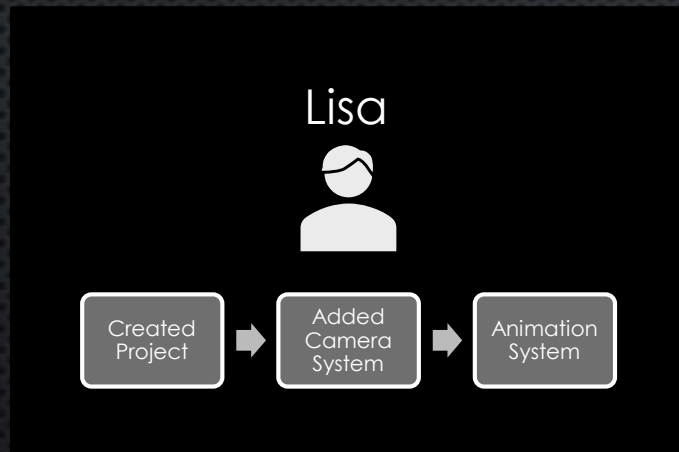 Lisa
Created
Project
Added
Camera
System
Animation
System